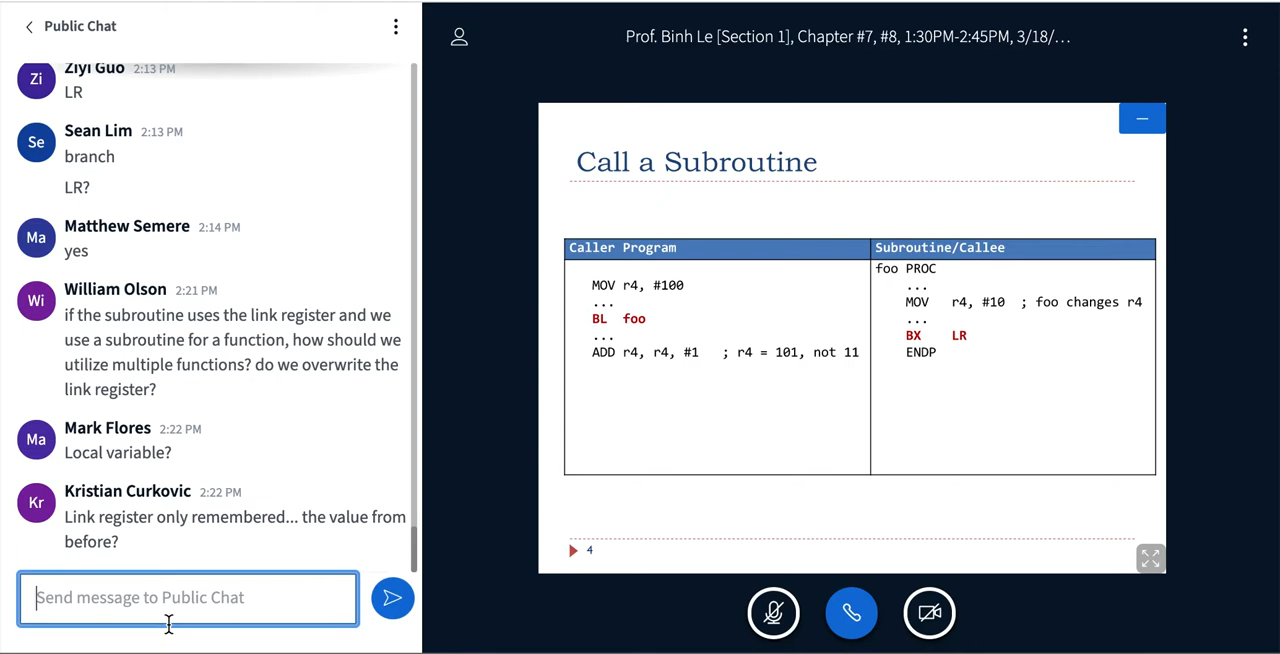 Public Chat
Zi
Ziyi Guo 2:13 PM
LR
Se
Sean Lim 2:13 PM
branch
LR?
Ma
Matthew Semere 2:14 PM
yes
Wi
William Olson 2:21 PM
if the subroutine uses the link register and we
use a subroutine for a function, how should we
utilize multiple functions? do we overwrite the
link register?
Ma
Mark Flores 2:22 PM
Local variable?
Kr
Kristian Curkovic 2:22 PM
Link register only remembered... the value from
before?
Send message to Public Chat
Prof. Binh Le [Section 1], Chapter #7, #8, 1:30PM-2:45PM, 3/18/...
Call a Subroutine
Caller Program
MOV r4, #100
...
BL foo
...
ADD r4, r4, #1 ; r4 = 101, not 11
Subroutine/Callee
foo PROC
...
MOV r4, #10 ; foo changes r4
...
BX LR
ENDP
4